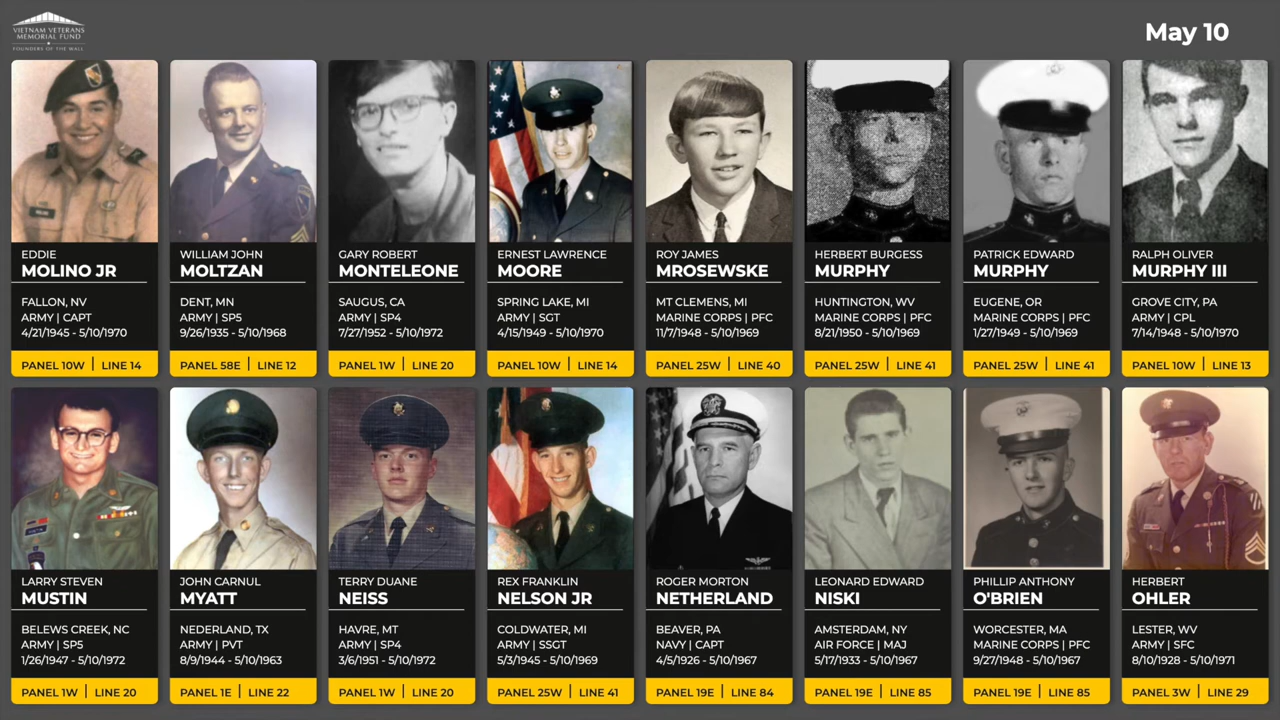 VIETNAM VETERANS
MEMORIAL FUND
FOUNDERS OF THE WALL
May 10
EDDIE
MOLINO JR
FALLON, NV
ARMY | CAPT
4/21/1945 - 5/10/1970
PANEL 10W | LINE 14
WILLIAM JOHN
MOLTZAN
DENT, MN
ARMY | SP5
9/26/1935 - 5/10/1968
PANEL 58E | LINE 12
GARY ROBERT
MONTELEONE
SAUGUS, CA
ARMY | SP4
7/27/1952 - 5/10/1972
PANEL 1W | LINE 20
ERNEST LAWRENCE
MOORE
SPRING LAKE, MI
ARMY | SGT
4/15/1949 - 5/10/1970
PANEL 10W | LINE 14
ROY JAMES
MROSEWSKE
MT CLEMENS, MI
MARINE CORPS | PFC
11/7/1948 - 5/10/1969
PANEL 25W | LINE 40
HERBERT BURGESS
MURPHY
HUNTINGTON, WV
MARINE CORPS | PFC
8/21/1950 - 5/10/1969
PANEL 25W | LINE 41
PATRICK EDWARD
MURPHY
EUGENE, OR
MARINE CORPS | PFC
1/27/1949 - 5/10/1969
PANEL 25W | LINE 41
RALPH OLIVER
MURPHY III
GROVE CITY, PA
ARMY | CPL
7/14/1948 - 5/10/1970
PANEL 10W | LINE 13
LARRY STEVEN
MUSTIN
BELEWS CREEK, NC
ARMY | SP5
1/26/1947 - 5/10/1972
PANEL 1W | LINE 20
JOHN CARNUL
MYATT
NEDERLAND, TX
ARMY | PVT
8/9/1944 - 5/10/1963
PANEL 1E | LINE 22
TERRY DUANE
NEISS
HAVRE, MT
ARMY | SP4
3/6/1951 - 5/10/1972
PANEL 1W | LINE 20
REX FRANKLIN
NELSON JR
COLDWATER, MI
ARMY | SSGT
5/3/1945 - 5/10/1969
PANEL 25W | LINE 41
ROGER MORTON
NETHERLAND
BEAVER, PA
NAVY | CAPT
4/5/1926 - 5/10/1967
PANEL 19E | LINE 84
LEONARD EDWARD
NISKI
AMSTERDAM, NY
AIR FORCE | MAJ
5/17/1933 - 5/10/1967
PANEL 19E | LINE 85
PHILLIP ANTHONY
O'BRIEN
WORCESTER, MA
MARINE CORPS | PFC
9/27/1948 - 5/10/1967
PANEL 19E | LINE 85
HERBERT
OHLER
LESTER, WV
ARMY | SFC
8/10/1928 - 5/10/1971
PANEL 3W | LINE 29